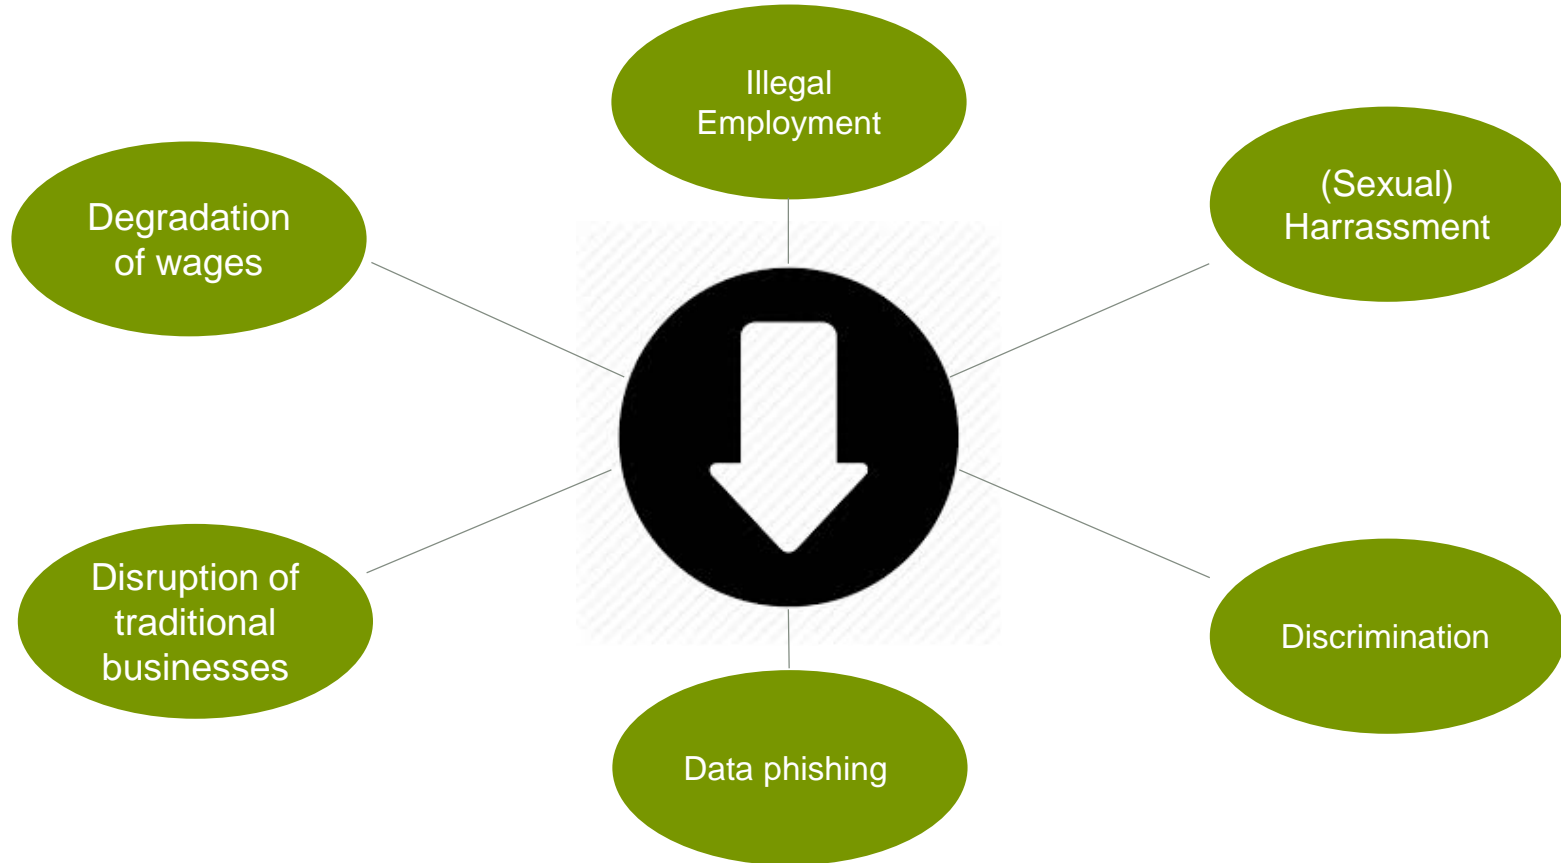 Illegal
Employment
(Sexual)
Harrassment
Degradation
of wages
Disruption of
traditional
businesses
Discrimination
Data phishing